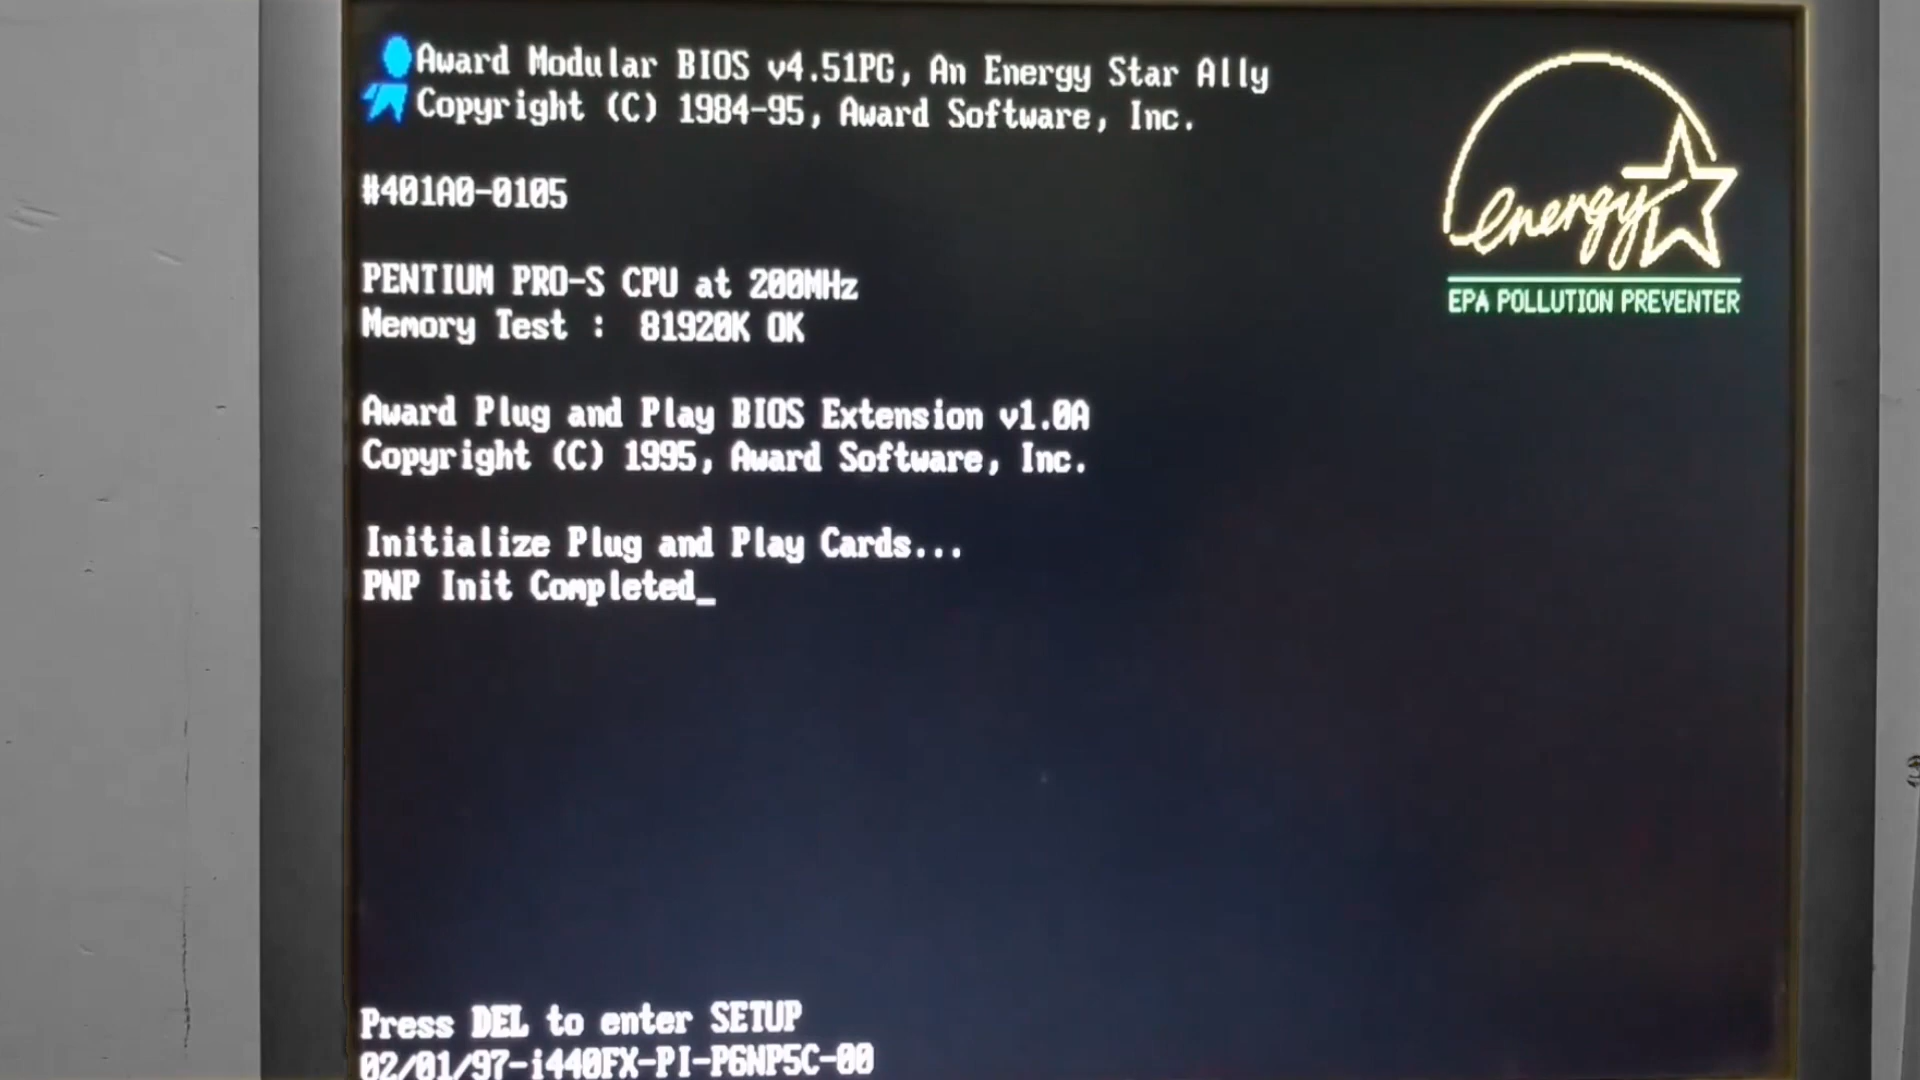 Award Modular BIOS v4.51PG, An Energy Star Ally
Copyright (C) 1984-95, Award Software, Inc.
#401A0-0105
energy
EPA POLLUTION PREVENTER
PENTIUM PRO-S CPU at 200MHz
Memory Test :  81920K OK
Award Plug and Play BIOS Extension v1.0A
Copyright (C) 1995, Award Software, Inc.
Initialize Plug and Play Cards...
PNP Init Completed_
Press DEL to enter SETUP
02/01/97-i440FX-PI-P6NP5C-00